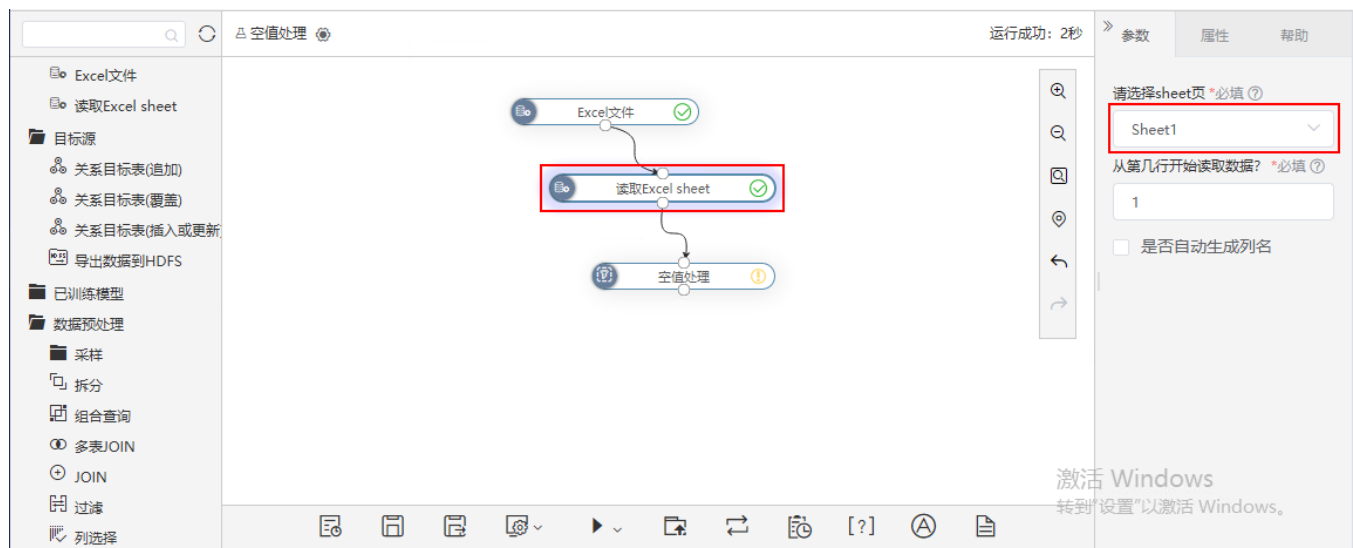 空值处理
运行成功：2秒
参数
属性
帮助
Excel文件
读取Excel sheet
目标源
关系目标表(追加)
关系目标表(覆盖)
关系目标表(插入或更新
导出数据到HDFS
已训练模型
数据预处理
采样
拆分
组合查询
多表JOIN
JOIN
过滤
列选择
Excel文件
读取Excel sheet
空值处理
请选择sheet页 *必填
Sheet1
从第几行开始读取数据？ *必填
1
是否自动生成列名
激活 Windows
转到"设置"以激活 Windows。
[?]